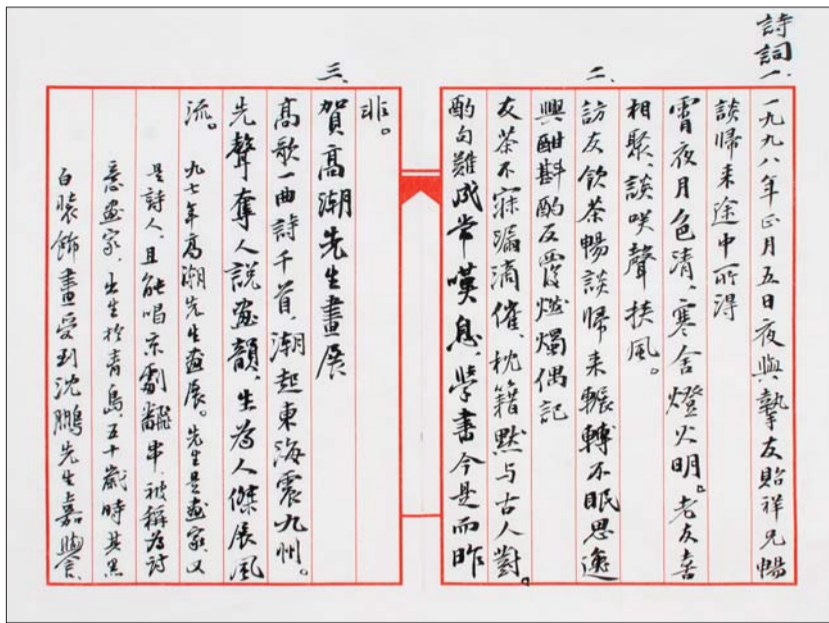 詩詞
一、一九九八年正月五日夜與摯友貽祥兄暢
談歸来途中所得
霄夜月色清、寒舍燈火明。老友喜
相聚、談咲聲扶風。
二、訪友飲茶暢談歸来輾轉不眠思逸
興酣斟酌反覆燃燭偶記
友茶不寐漏滴催、枕籍默与古人對。
酌句難成常嘆息、學書今是而昨
非。
三、賀高潮先生畫展
高歌一曲詩千首、潮起東海震九州。
先聲奪人說畫韻、生為人傑展風
流。九七年高潮先生畫展。先生是畫家、又
是詩人、且能唱京劇、串、被稱為詩
意畫家、出生於青島、五十歲時其黑
白裝飾畫受到沈鵬先生嘉譽、